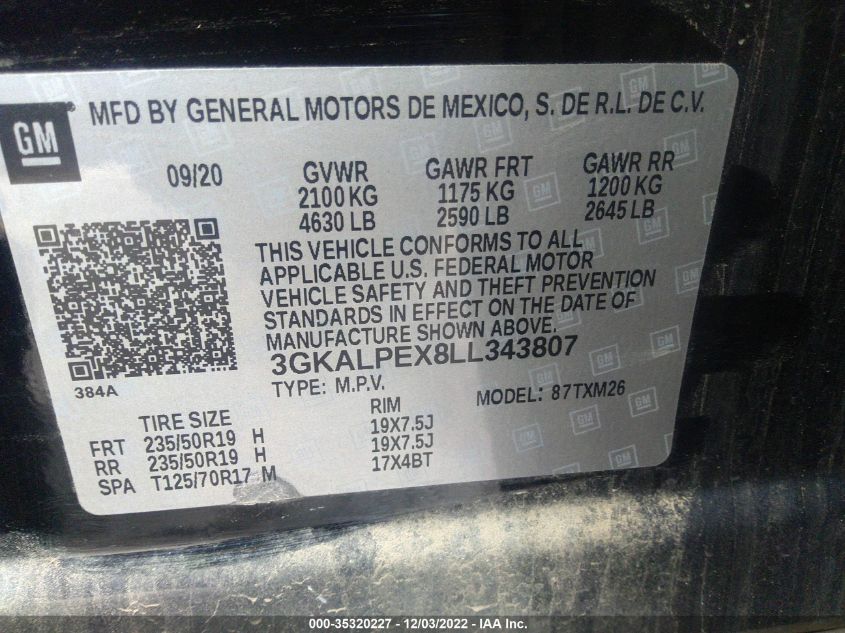 GM
MFD BY GENERAL MOTORS DE MEXICO, S. DE R.L. DE C.V.
09/20 GVWR GAWR FRT GAWR RR
2100 KG 1175 KG 1200 KG
4630 LB 2590 LB 2645 LB
THIS VEHICLE CONFORMS TO ALL
APPLICABLE U.S. FEDERAL MOTOR
VEHICLE SAFETY AND THEFT PREVENTION
STANDARDS IN EFFECT ON THE DATE OF
MANUFACTURE SHOWN ABOVE.
3GKALPEX8LL343807
384A
TYPE: M.P.V. MODEL: 87TXM26
TIRE SIZE RIM
FRT 235/50R19 H 19X7.5J
RR 235/50R19 H 19X7.5J
SPA T125/70R17 M 17X4BT
000-35320227 - 12/03/2022 - IAA Inc.